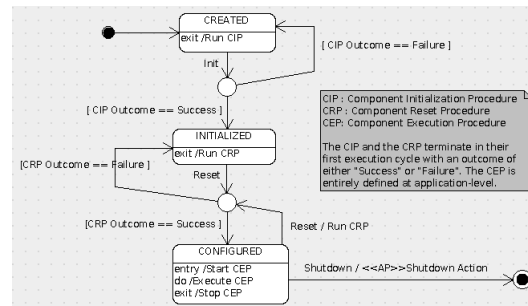 CREATED
exit /Run CIP
[ CIP Outcome == Failure ]
Init
[ CIP Outcome == Success ]
CIP : Component Initialization Procedure
CRP : Component Reset Procedure
CEP: Component Execution Procedure
The CIP and the CRP terminate in their
first execution cycle with an outcome of
either "Success" or "Failure". The CEP is
entirely defined at application-level.
INITIALIZED
exit /Run CRP
[CRP Outcome == Failure ]
Reset
[CRP Outcome == Success ]
Reset / Run CRP
CONFIGURED
entry /Start CEP
do /Execute CEP
exit /Stop CEP
Shutdown / <<AP>>Shutdown Action